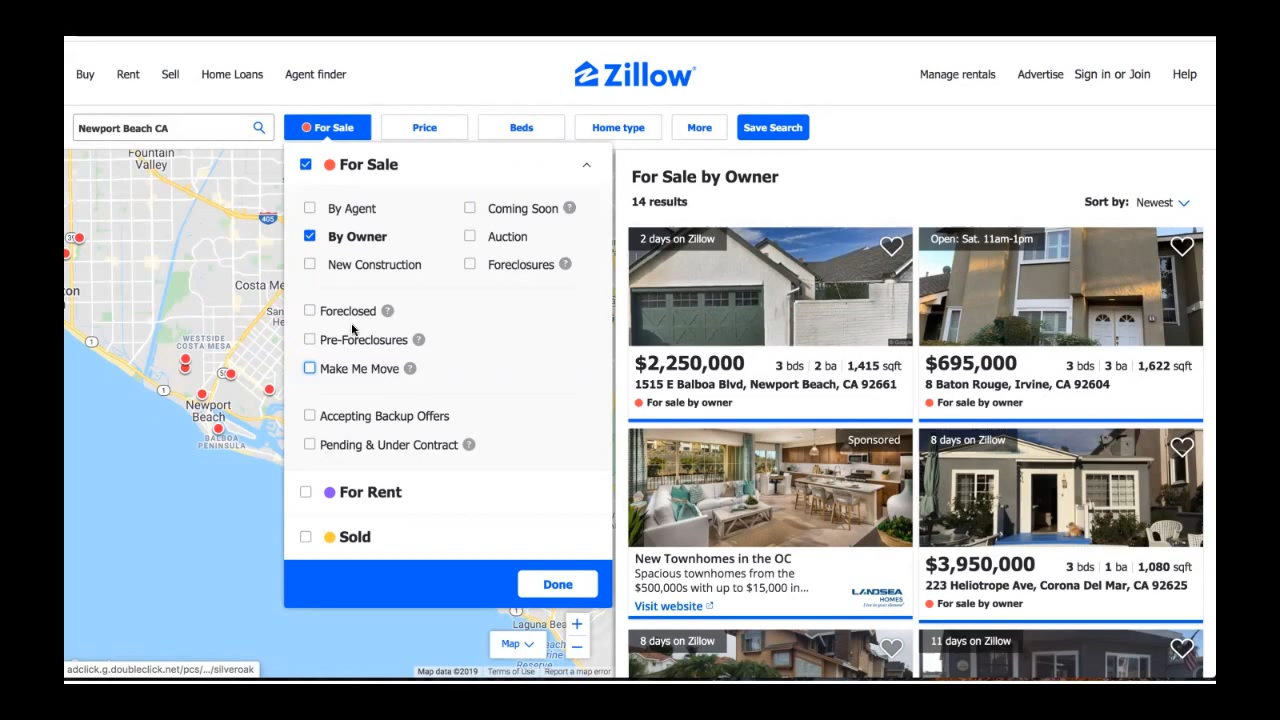 Buy Rent Sell Home Loans Agent finder
Zillow
Manage rentals Advertise Sign in or Join Help
Newport Beach CA
For Sale
Price
Beds
Home type
More
Save Search
Fountain
Valley
405
Costa Me
San
He
WESTSIDE
COSTA MESA
1
1
Newport
Beach
BALBOA
PENINSULA
For Sale
By Agent
Coming Soon ?
By Owner
Auction
New Construction
Foreclosures ?
Foreclosed ?
Pre-Foreclosures ?
Make Me Move ?
Accepting Backup Offers
Pending & Under Contract ?
For Rent
Sold
Done
1
Laguna Bea
Map
+
−
Reserve
adclick.g.doubleclick.net/pcs/.../silveroak
Map data ©2019 Terms of Use Report a map error
For Sale by Owner
14 results
Sort by: Newest
2 days on Zillow
$2,250,000 3 bds 2 ba 1,415 sqft
1515 E Balboa Blvd, Newport Beach, CA 92661
For sale by owner
Open: Sat. 11am-1pm
$695,000 3 bds 3 ba 1,622 sqft
8 Baton Rouge, Irvine, CA 92604
For sale by owner
Sponsored
New Townhomes in the OC
Spacious townhomes from the
$500,000s with up to $15,000 in...
Visit website
LANDSEA
HOMES
8 days on Zillow
$3,950,000 3 bds 1 ba 1,080 sqft
223 Heliotrope Ave, Corona Del Mar, CA 92625
For sale by owner
8 days on Zillow
11 days on Zillow